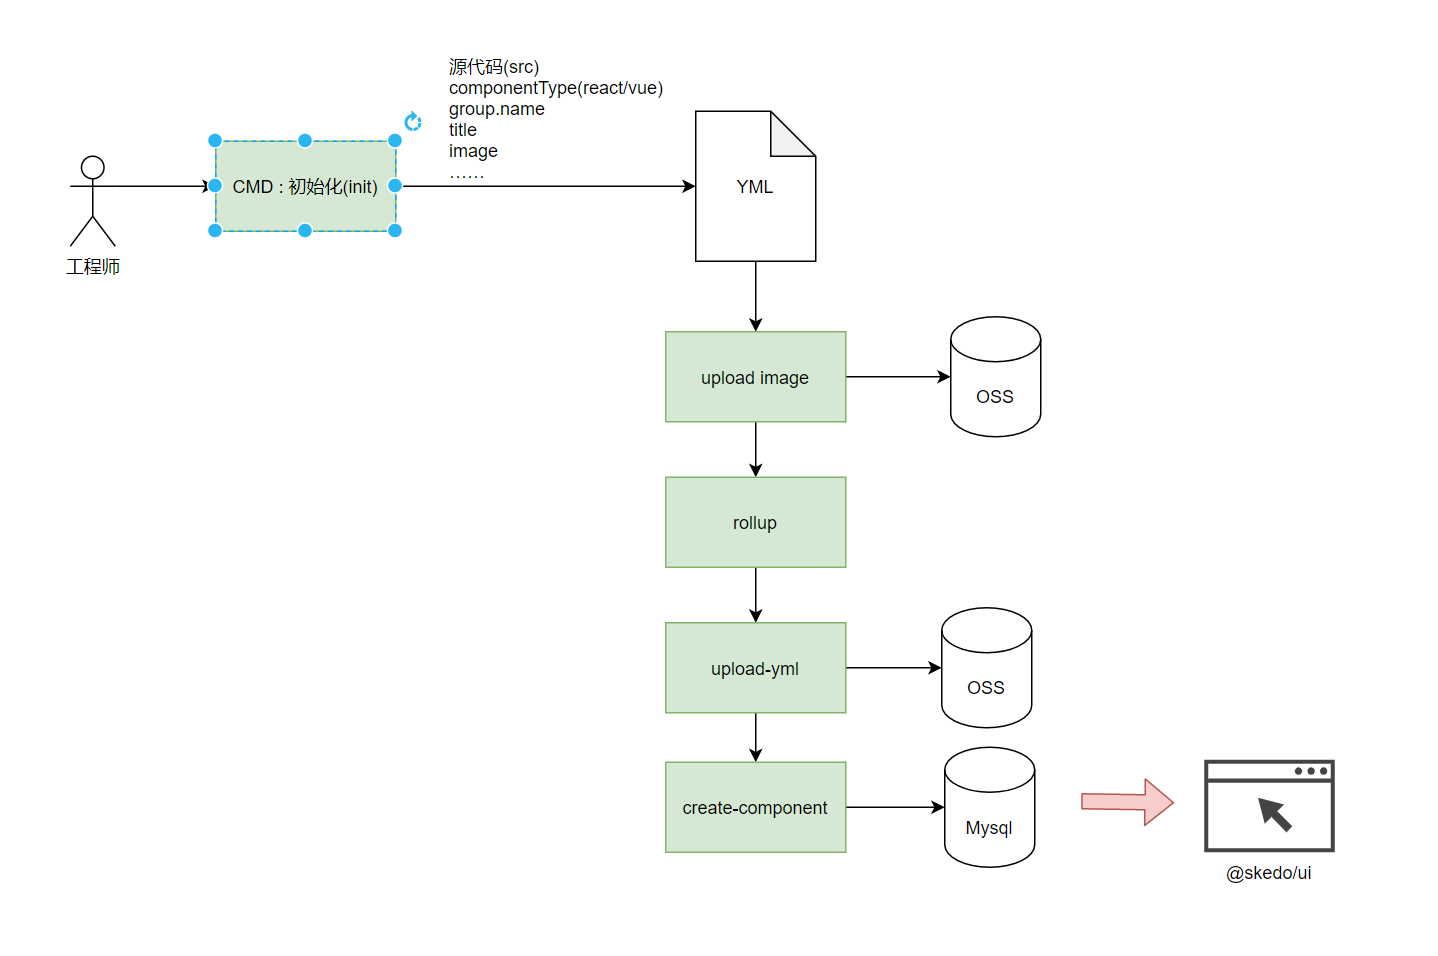 源代码(src)
componentType(react/vue)
group.name
title
image
......
CMD : 初始化(init)
YML
工程师
upload image
OSS
rollup
upload-yml
OSS
create-component
Mysql
@skedo/ui